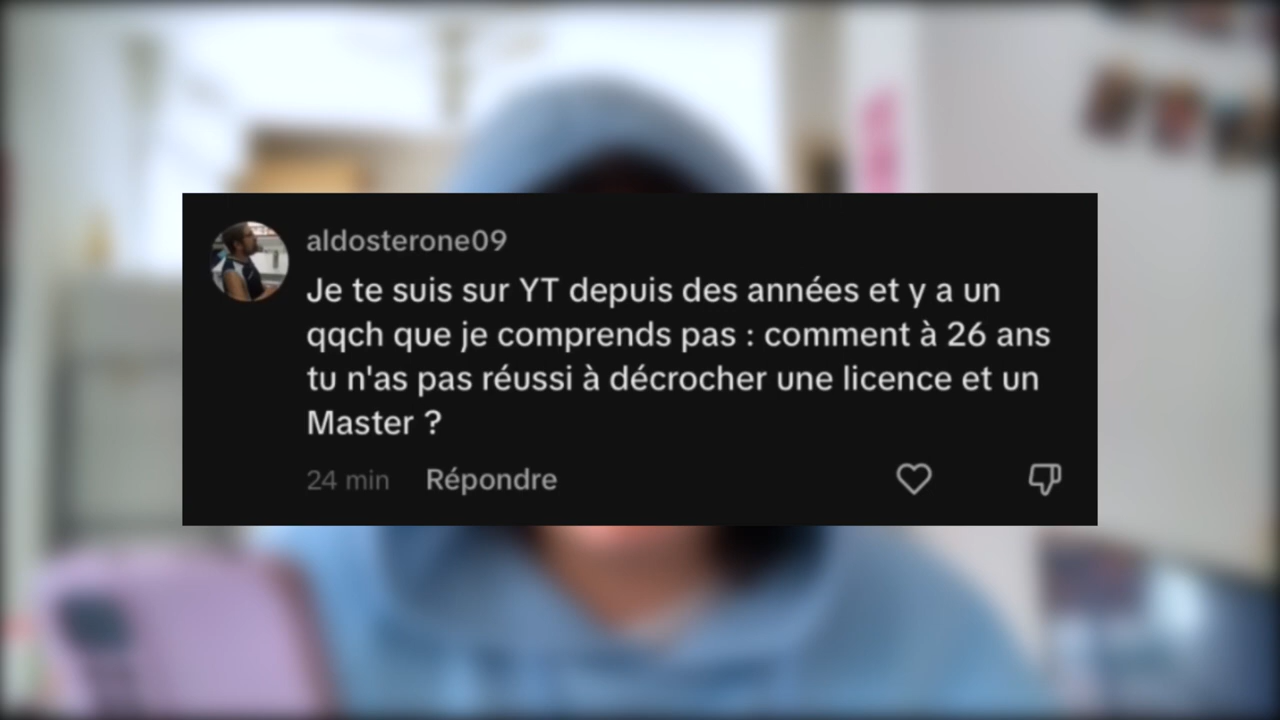 aldosterone09
Je te suis sur YT depuis des années et y a un
qqch que je comprends pas : comment à 26 ans
tu n'as pas réussi à décrocher une licence et un
Master ?
24 min Répondre